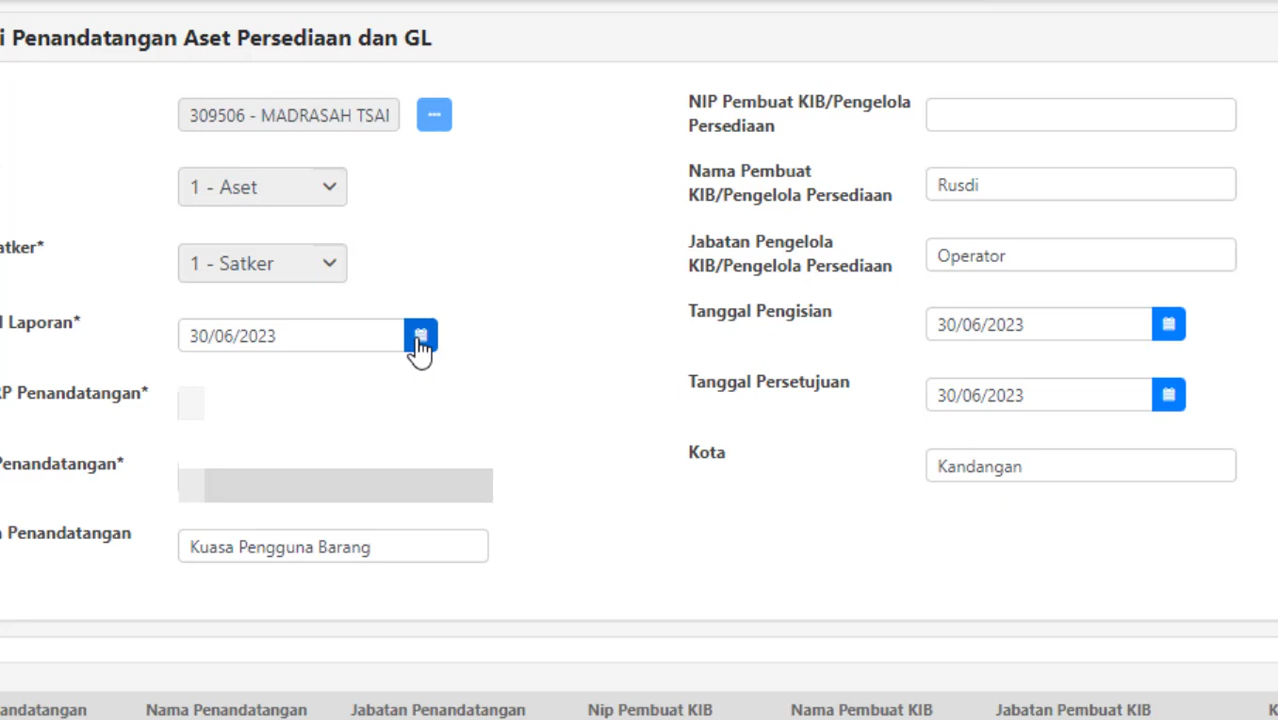 i Penandatangan Aset Persediaan dan GL
309506 - MADRASAH TSAI
1 - Aset
atker*
1 - Satker
l Laporan*
30/06/2023
RP Penandatangan*
Penandatangan*
n Penandatangan
Kuasa Pengguna Barang
NIP Pembuat KIB/Pengelola
Persediaan
Nama Pembuat
KIB/Pengelola Persediaan
Rusdi
Jabatan Pengelola
KIB/Pengelola Persediaan
Operator
Tanggal Pengisian
30/06/2023
Tanggal Persetujuan
30/06/2023
Kota
Kandangan
andatangan Nama Penandatangan Jabatan Penandatangan Nip Pembuat KIB Nama Pembuat KIB Jabatan Pembuat KIB K